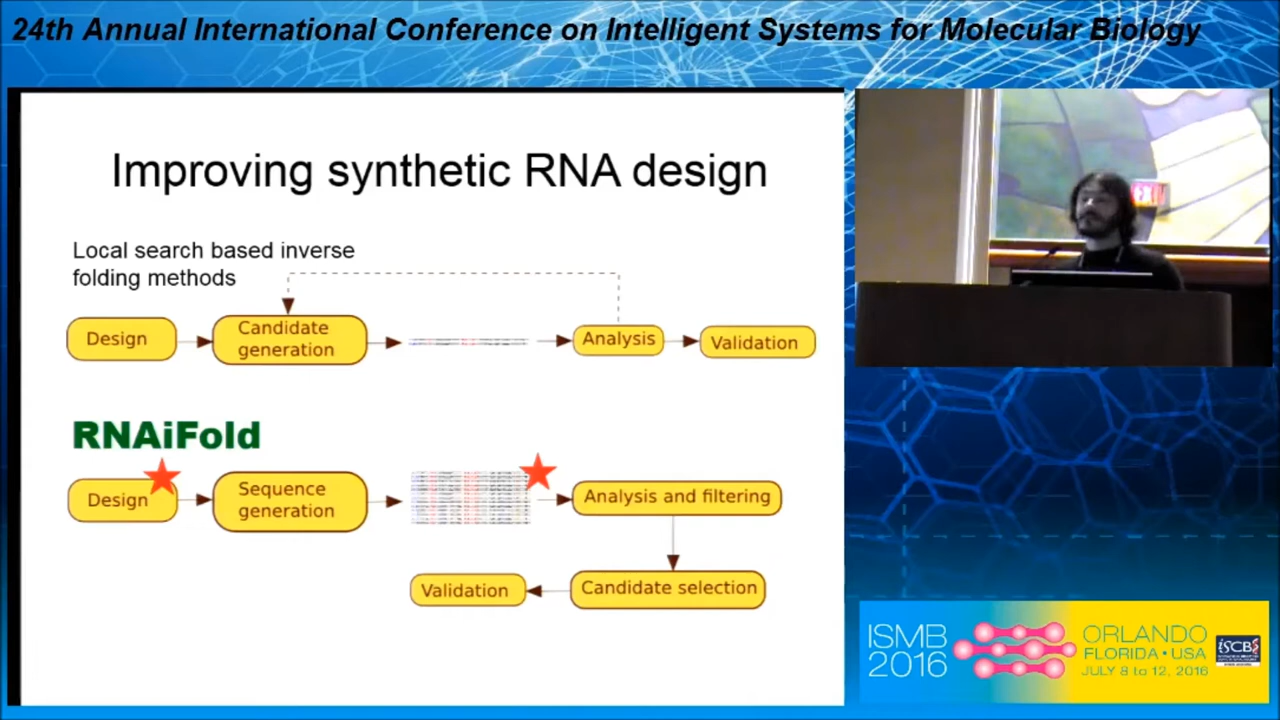 24th Annual International Conference on Intelligent Systems for Molecular Biology
Improving synthetic RNA design
Local search based inverse
folding methods
Design
Candidate
generation
Analysis
Validation
RNAiFold
Design
Sequence
generation
Analysis and filtering
Validation
Candidate selection
EXIT
ISMB
2016
ORLANDO
FLORIDA • USA
JULY 8 to 12, 2016
ISCB